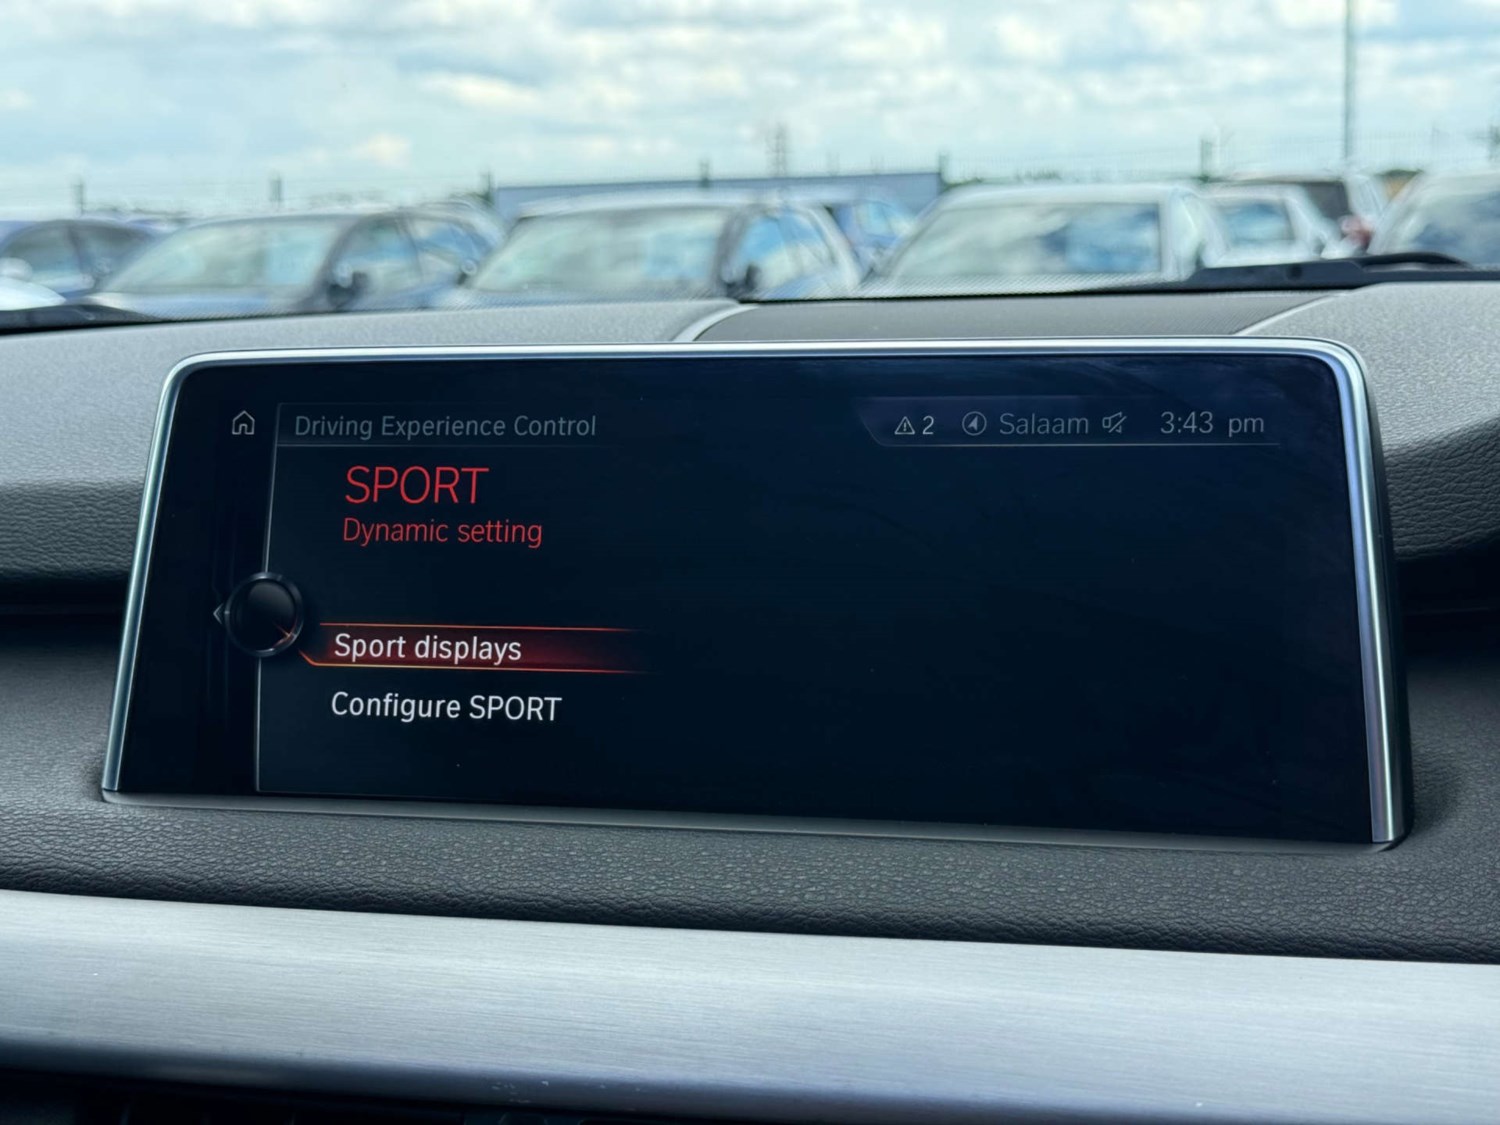 Driving Experience Control
2 Salaam 3:43 pm
SPORT
Dynamic setting
Sport displays
Configure SPORT